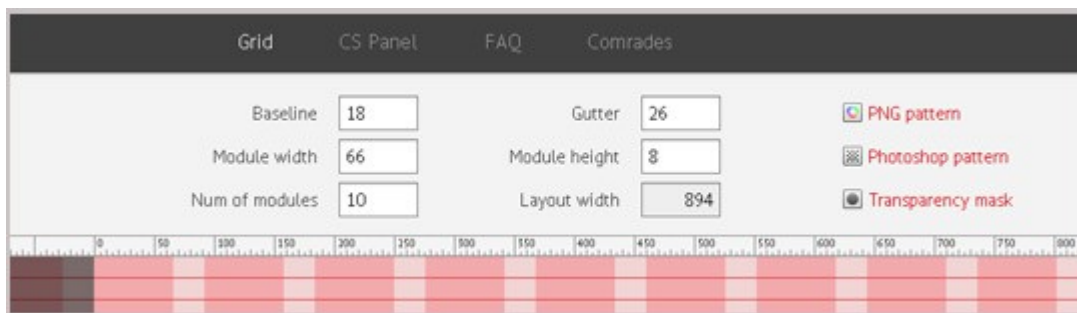 Grid CS Panel FAQ Comrades
Baseline 18 Gutter 26 PNG pattern
Module width 66 Module height 8 Photoshop pattern
Num of modules 10 Layout width 894 Transparency mask
0 50 100 150 200 250 300 350 400 450 500 550 600 650 700 750 800